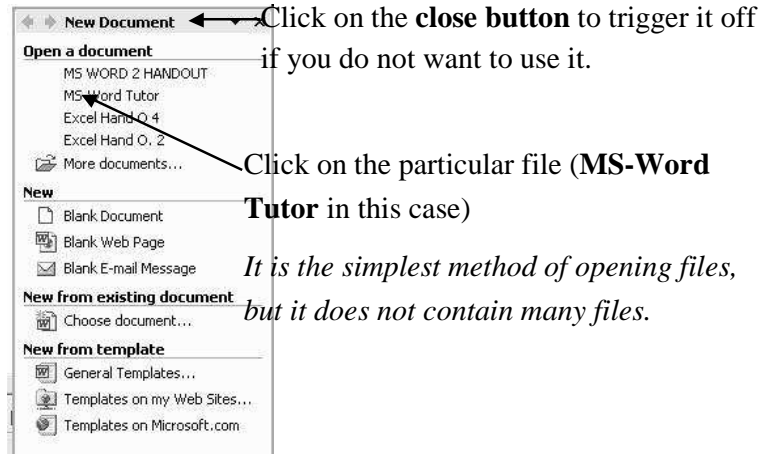 New Document
Open a document
MS WORD 2 HANDOUT
MS-Word Tutor
Excel Hand O 4
Excel Hand O. 2
More documents...
New
Blank Document
Blank Web Page
Blank E-mail Message
New from existing document
Choose document...
New from template
General Templates...
Templates on my Web Sites...
Templates on Microsoft.com
Click on the close button to trigger it off
if you do not want to use it.
Click on the particular file (MS-Word
Tutor in this case)
It is the simplest method of opening files,
but it does not contain many files.